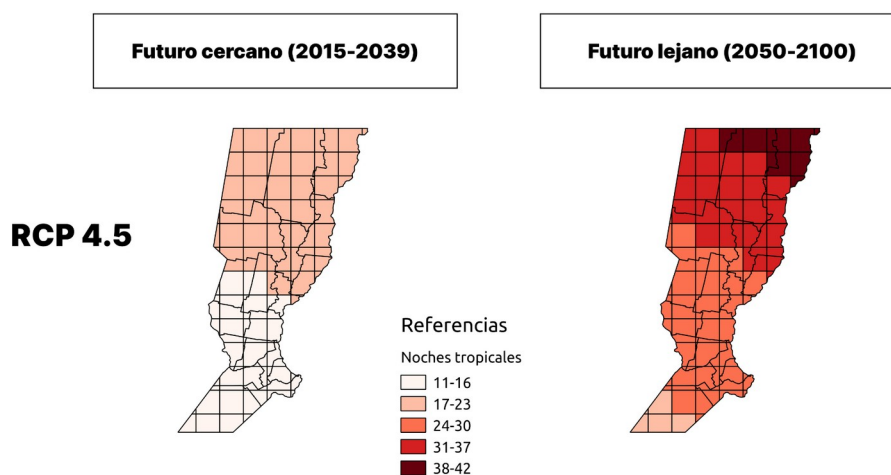 Futuro cercano (2015-2039)
Futuro lejano (2050-2100)
RCP 4.5
Referencias
Noches tropicales
11-16
17-23
24-30
31-37
38-42